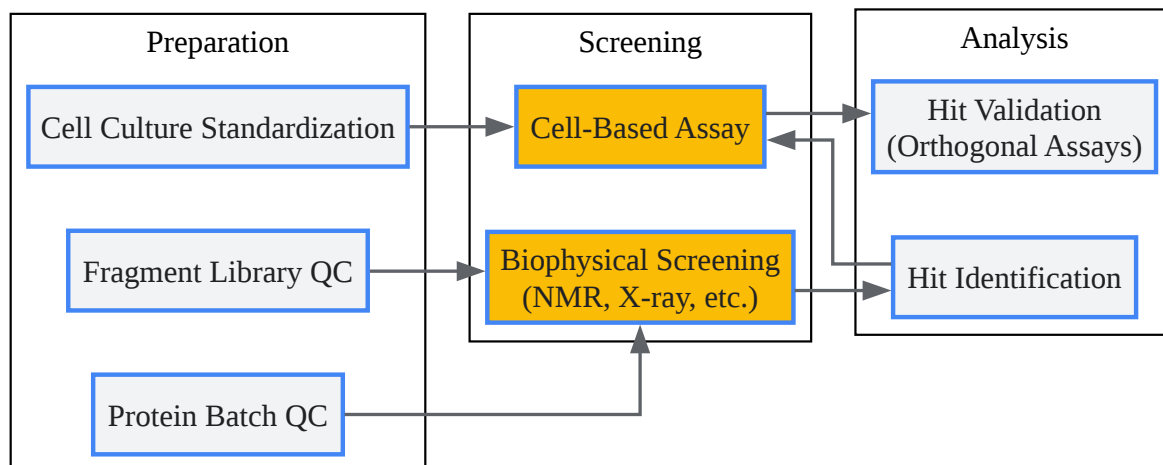 Preparation
Cell Culture Standardization
Fragment Library QC
Protein Batch QC
Screening
Cell-Based Assay
Biophysical Screening
(NMR, X-ray, etc.)
Analysis
Hit Validation
(Orthogonal Assays)
Hit Identification